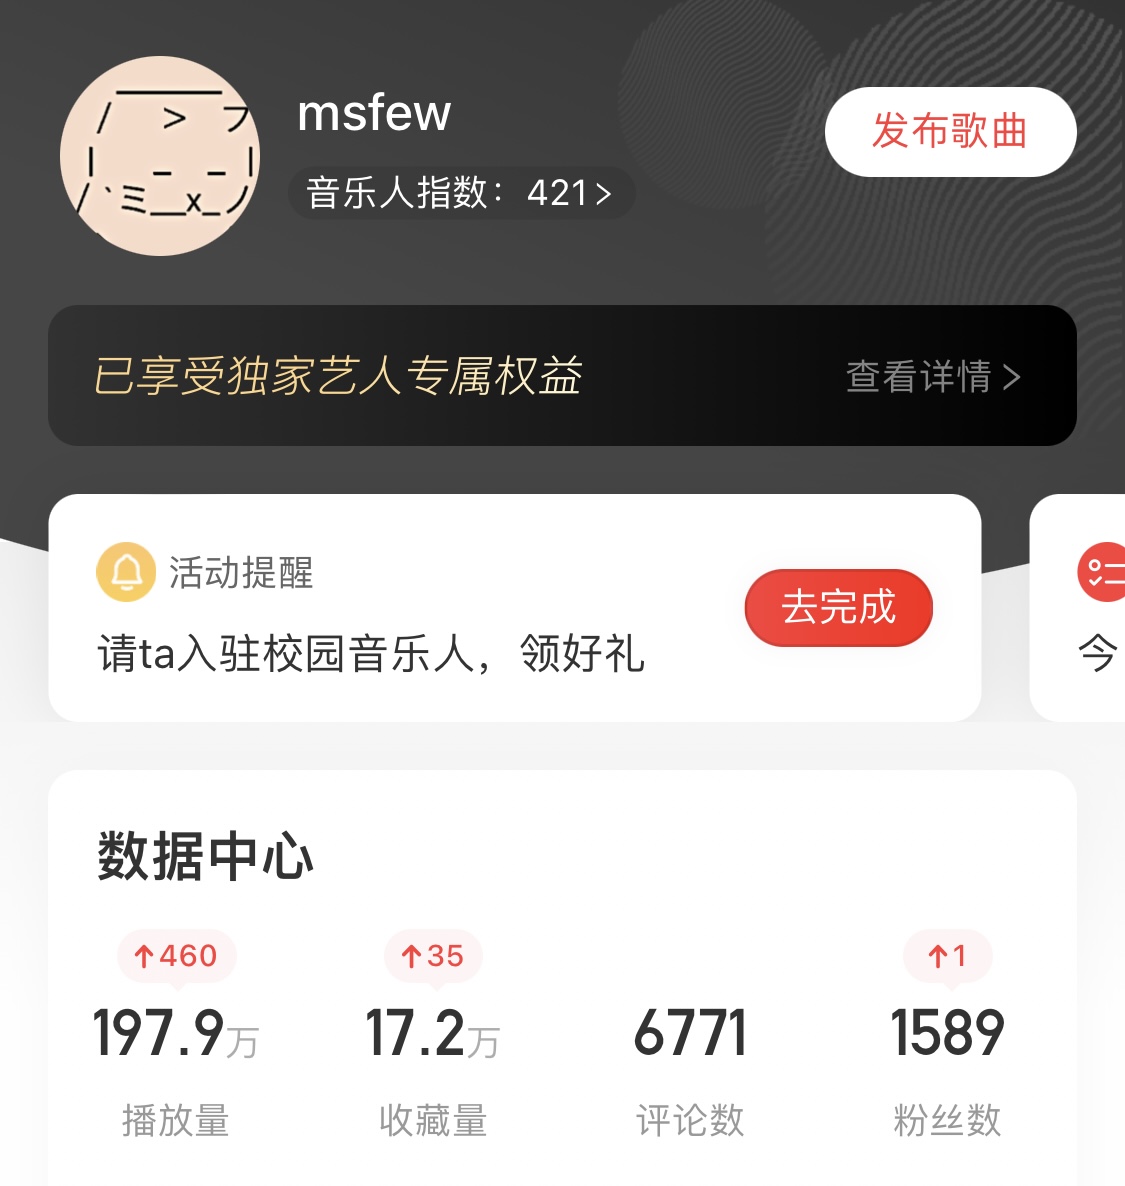 msfew
发布歌曲
音乐人指数：421>
已享受独家艺人专属权益
查看详情>
活动提醒
请ta入驻校园音乐人，领好礼
去完成
今
数据中心
↑460
↑35
↑1
197.9万
17.2万
6771
1589
播放量
收藏量
评论数
粉丝数